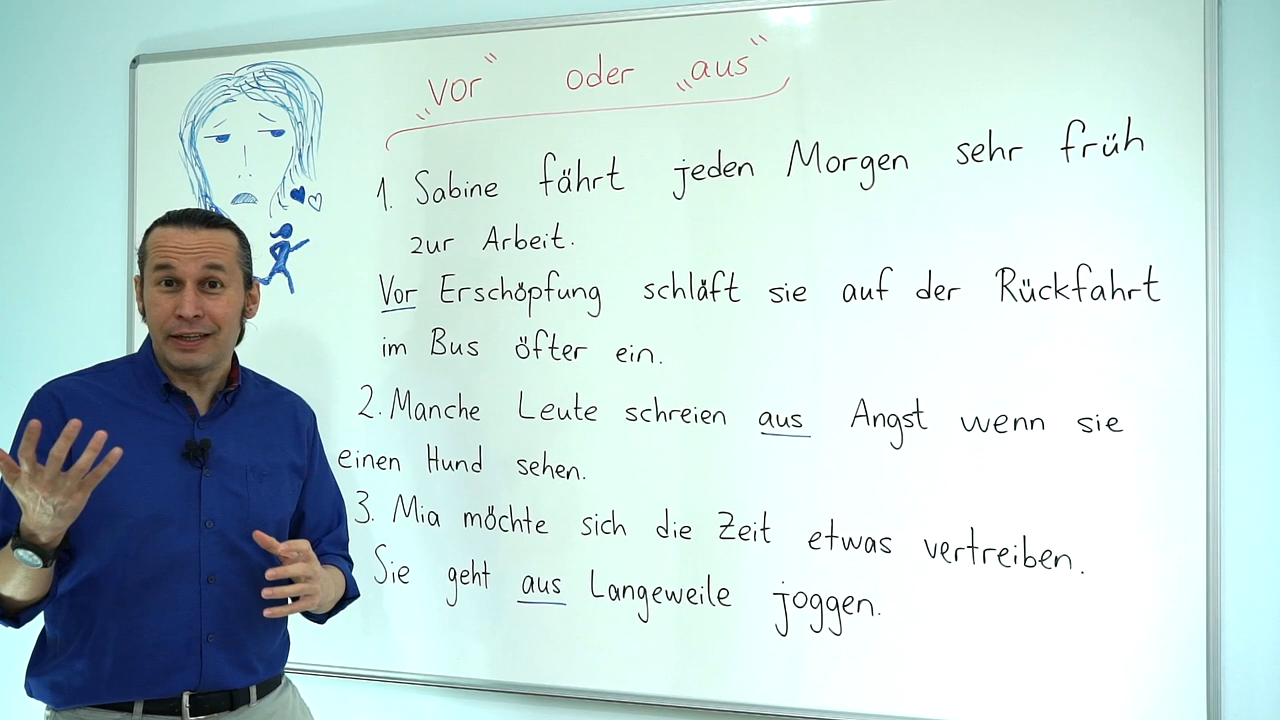 „vor“ oder „aus“
1. Sabine fährt jeden Morgen sehr früh
zur Arbeit.
Vor Erschöpfung schläft sie auf der Rückfahrt
im Bus öfter ein.
2. Manche Leute schreien aus Angst wenn sie
einen Hund sehen.
3. Mia möchte sich die Zeit etwas vertreiben.
Sie geht aus Langeweile joggen.